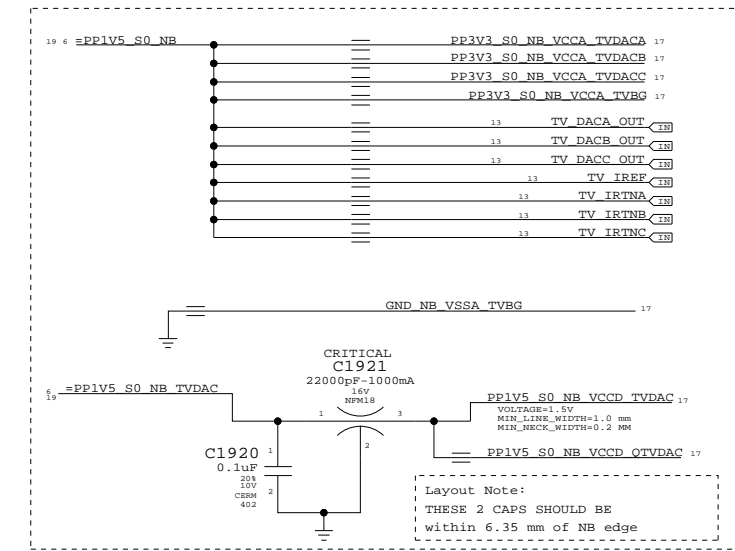 19 6 =PP1V5_S0_NB
PP3V3_S0_NB_VCCA_TVDACA 17
PP3V3_S0_NB_VCCA_TVDACB 17
PP3V3_S0_NB_VCCA_TVDACC 17
PP3V3_S0_NB_VCCA_TVBG 17
13 TV_DACA_OUT IN
13 TV_DACB_OUT IN
13 TV_DACC_OUT IN
13 TV_IREF IN
13 TV_IRTNA IN
13 TV_IRTNB IN
13 TV_IRTNC IN
GND_NB_VSSA_TVBG 17
CRITICAL
C1921
22000pF-1000mA
16V
NFM18
6 =PP1V5_S0_NB_TVDAC
19
1 3
2
PP1V5_S0_NB_VCCD_TVDAC 17
VOLTAGE=1.5V
MIN_LINE_WIDTH=1.0 mm
MIN_NECK_WIDTH=0.2 MM
PP1V5_S0_NB_VCCD_QTVDAC 17
C1920 1
0.1uF
20%
10V 2
CERM
402
Layout Note:
THESE 2 CAPS SHOULD BE
within 6.35 mm of NB edge